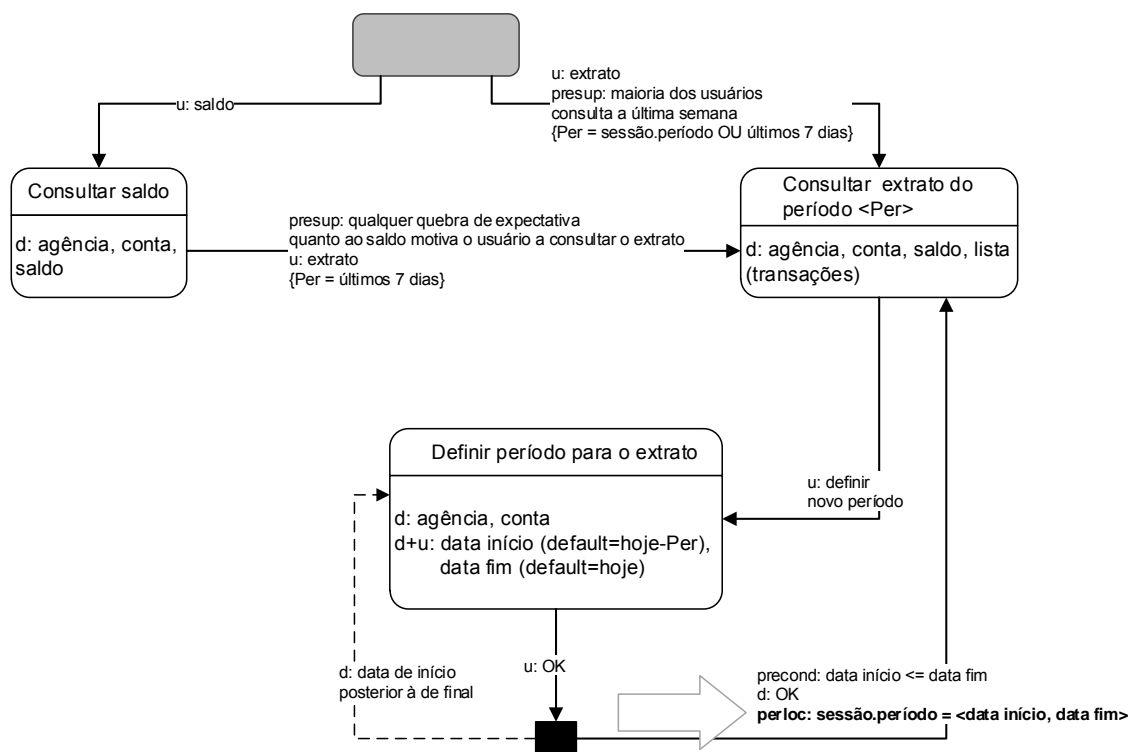 u: extrato
presup: maioria dos usuários
consulta a última semana
{Per = sessão.período OU últimos 7 dias}
u: saldo
Consultar saldo
d: agência, conta,
saldo
presup: qualquer quebra de expectativa
quanto ao saldo motiva o usuário a consultar o extrato
u: extrato
{Per = últimos 7 dias}
Consultar extrato do
período <Per>
d: agência, conta, saldo, lista
(transações)
u: definir
novo período
Definir período para o extrato
d: agência, conta
d+u: data início (default=hoje-Per),
data fim (default=hoje)
d: data de início
posterior à de final
u: OK
precond: data início <= data fim
d: OK
perloc: sessão.período = <data início, data fim>